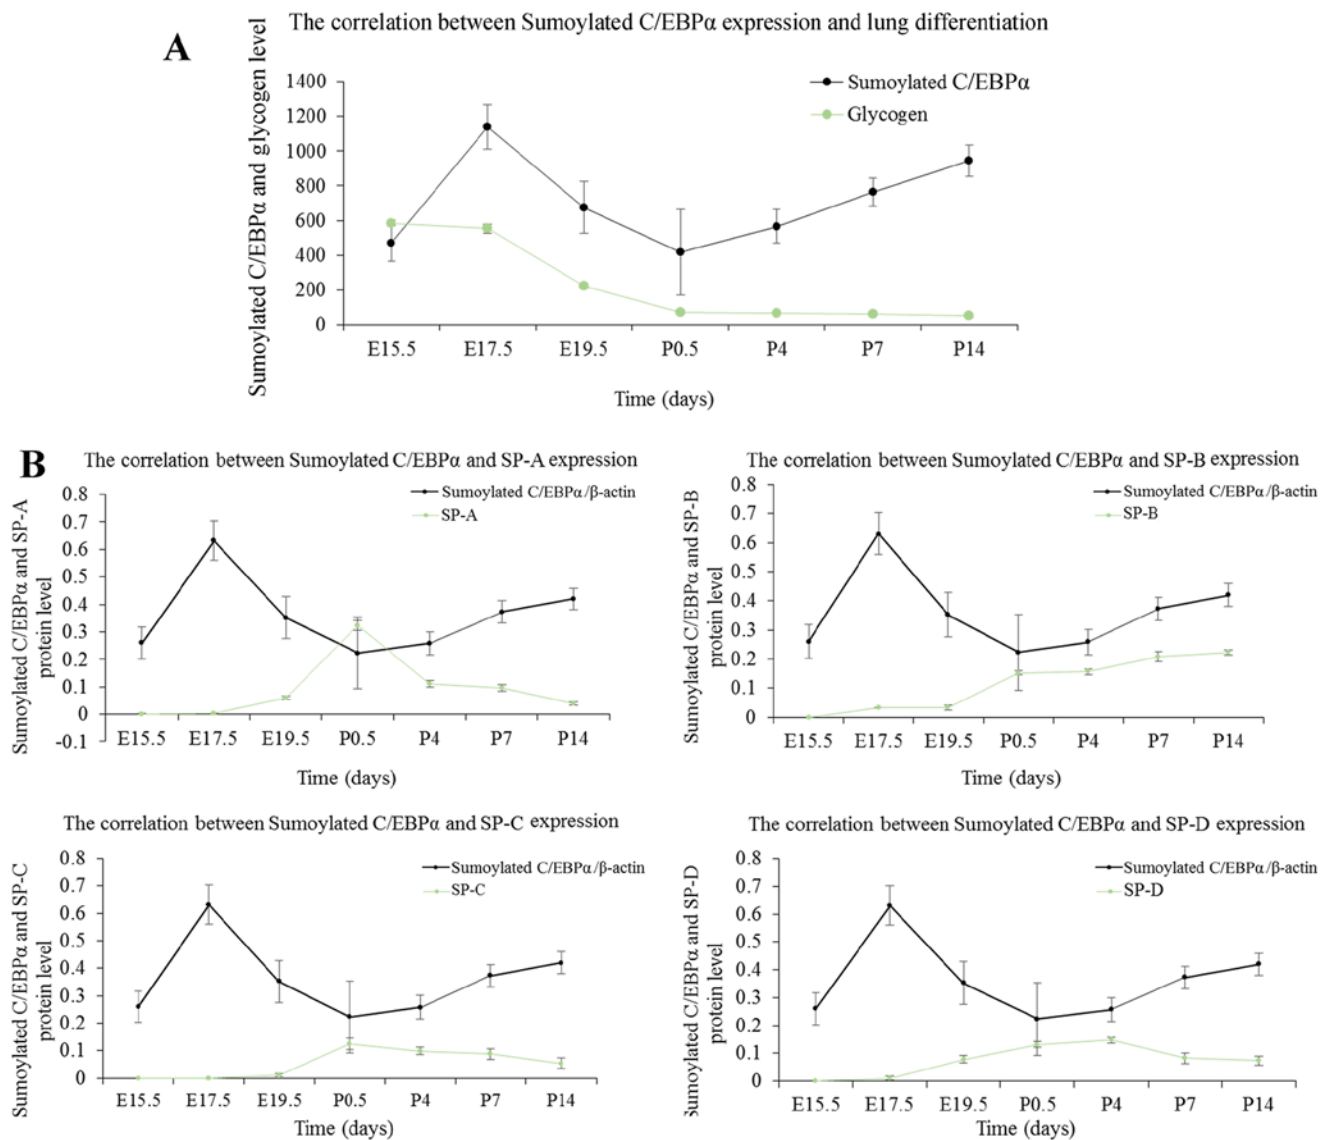 A
The correlation between Sumoylated C/EBPα expression and lung differentiation
Sumoylated C/EBPα and glycogen level
1400
1200
1000
800
600
400
200
0
Sumoylated C/EBPα
Glycogen
E15.5 E17.5 E19.5 P0.5 P4 P7 P14
Time (days)
B
The correlation between Sumoylated C/EBPα and SP-A expression
Sumoylated C/EBPα and SP-A
protein level
0.8
0.7
0.6
0.5
0.4
0.3
0.2
0.1
0
-0.1
Sumoylated C/EBPα/β-actin
SP-A
E15.5 E17.5 E19.5 P0.5 P4 P7 P14
Time (days)
The correlation between Sumoylated C/EBPα and SP-B expression
Sumoylated C/EBPα and SP-B
protein level
0.8
0.7
0.6
0.5
0.4
0.3
0.2
0.1
0
Sumoylated C/EBPα/β-actin
SP-B
E15.5 E17.5 E19.5 P0.5 P4 P7 P14
Time (days)
The correlation between Sumoylated C/EBPα and SP-C expression
Sumoylated C/EBPα and SP-C
protein level
0.8
0.7
0.6
0.5
0.4
0.3
0.2
0.1
0
Sumoylated C/EBPα/β-actin
SP-C
E15.5 E17.5 E19.5 P0.5 P4 P7 P14
Time (days)
The correlation between Sumoylated C/EBPα and SP-D expression
Sumoylated C/EBPα and SP-D
protein level
0.8
0.7
0.6
0.5
0.4
0.3
0.2
0.1
0
Sumoylated C/EBPα/β-actin
SP-D
E15.5 E17.5 E19.5 P0.5 P4 P7 P14
Time (days)